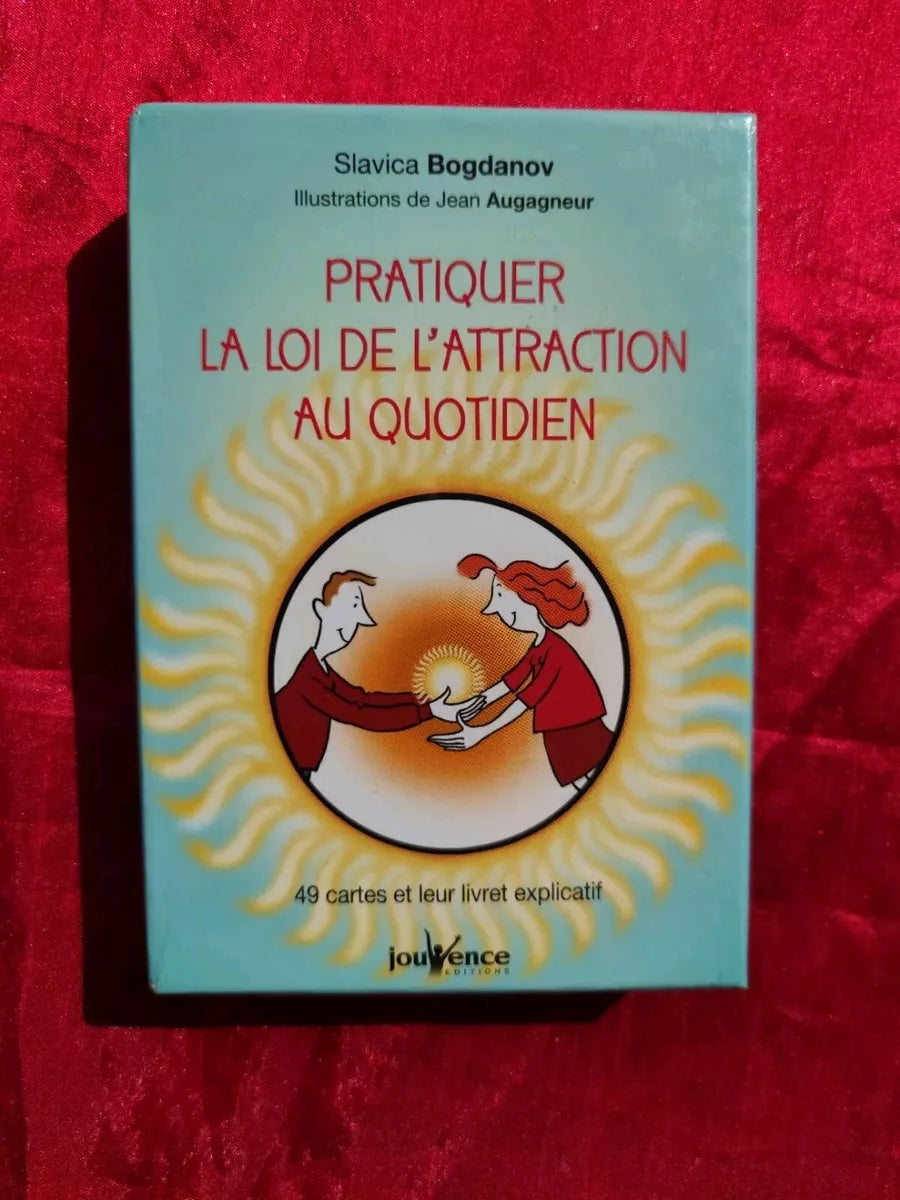 Slavica Bogdanov
Illustrations de Jean Augagneur
PRATIQUER
LA LOI DE L'ATTRACTION
AU QUOTIDIEN
49 cartes et leur livret explicatif
jouvence
EDITIONS